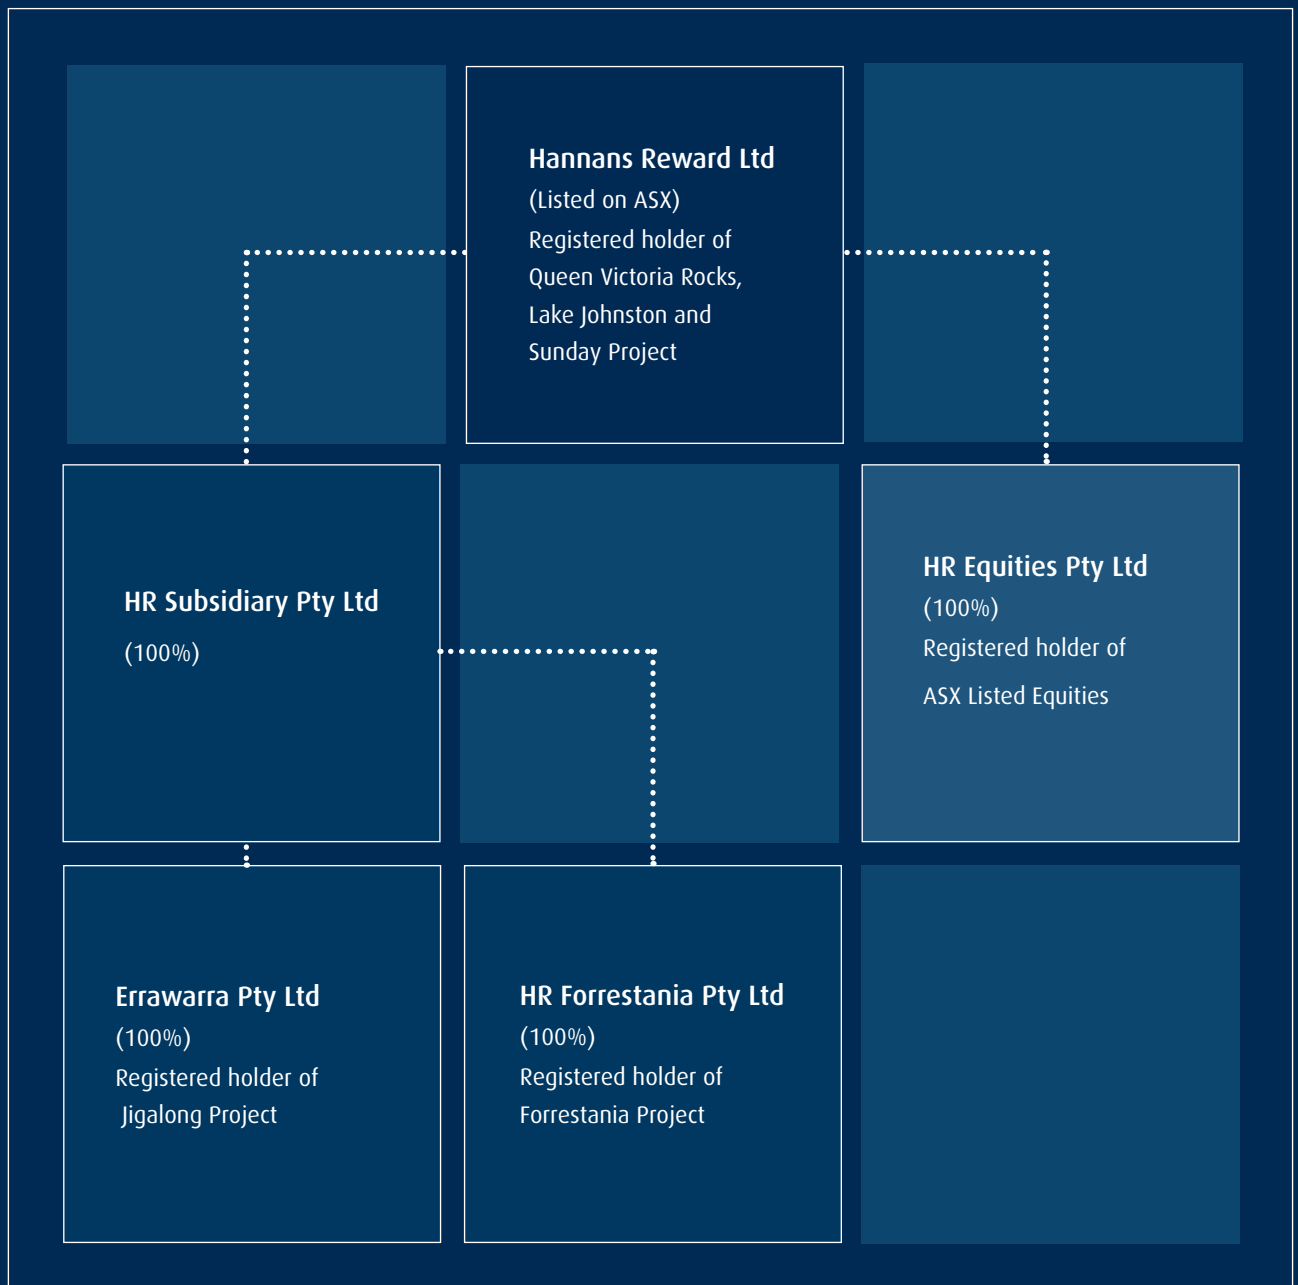 Hannans Reward Ltd
(Listed on ASX)
Registered holder of
Queen Victoria Rocks,
Lake Johnston and
Sunday Project
HR Subsidiary Pty Ltd
(100%)
HR Equities Pty Ltd
(100%)
Registered holder of
ASX Listed Equities
Errawarra Pty Ltd
(100%)
Registered holder of
Jigalong Project
HR Forrestania Pty Ltd
(100%)
Registered holder of
Forrestania Project